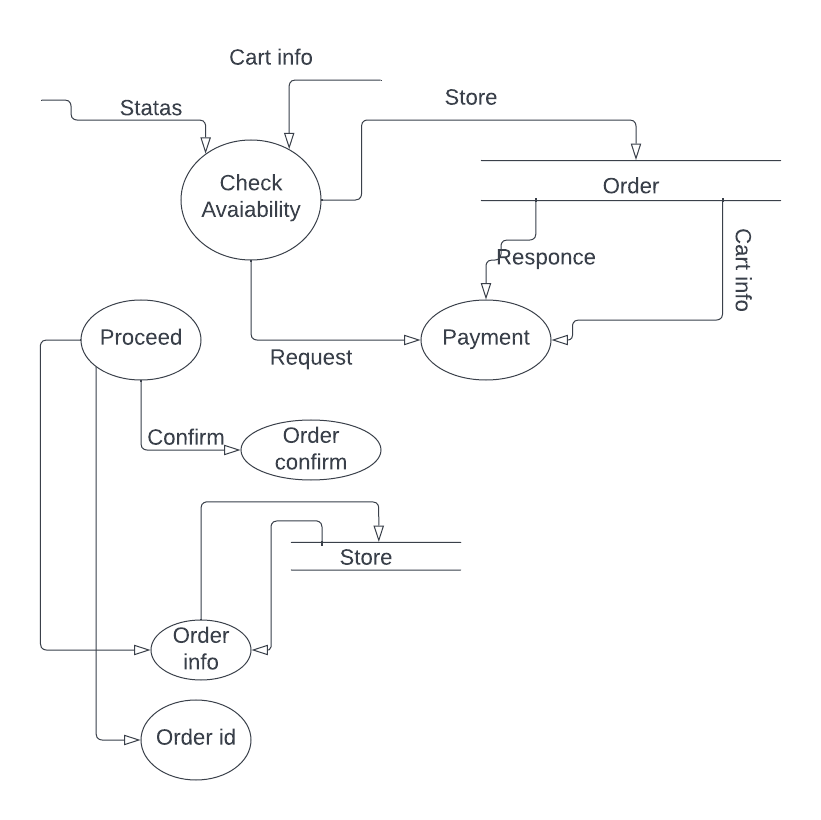 Cart info
Statas
Store
Check
Avaiability
Order
Responce
Cart info
Proceed
Payment
Request
Confirm
Order
confirm
Store
Order
info
Order id